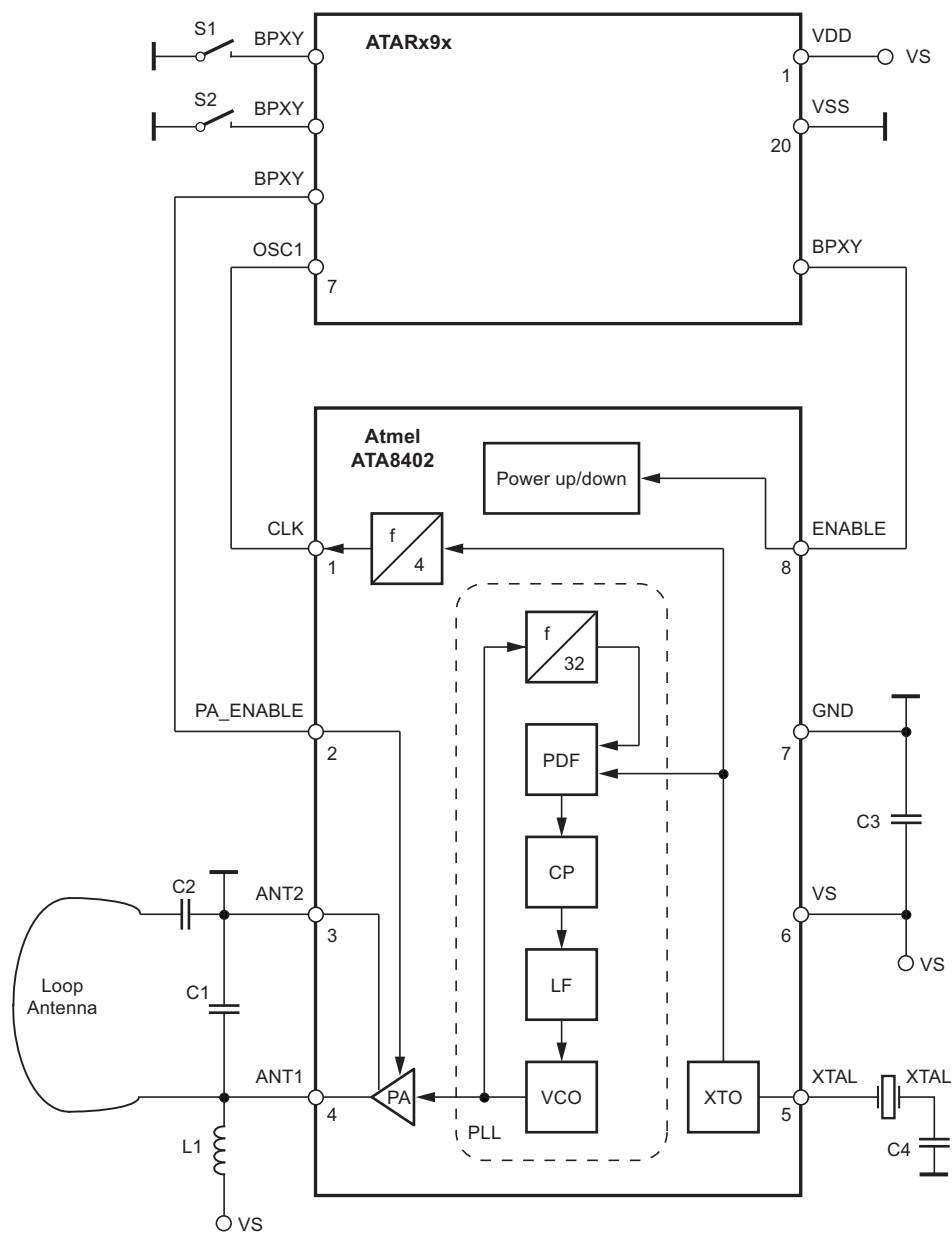 S1
BPXY
ATARx9x
VDD
1
VS
S2
BPXY
VSS
20
BPXY
OSC1
7
BPXY
Atmel
ATA8402
Power up/down
CLK
1
f
4
ENABLE
8
f
32
PA_ENABLE
2
GND
7
PDF
C3
CP
C2
ANT2
3
VS
6
VS
Loop
Antenna
C1
LF
ANT1
4
PA
VCO
XTO
XTAL
5
XTAL
PLL
L1
C4
VS